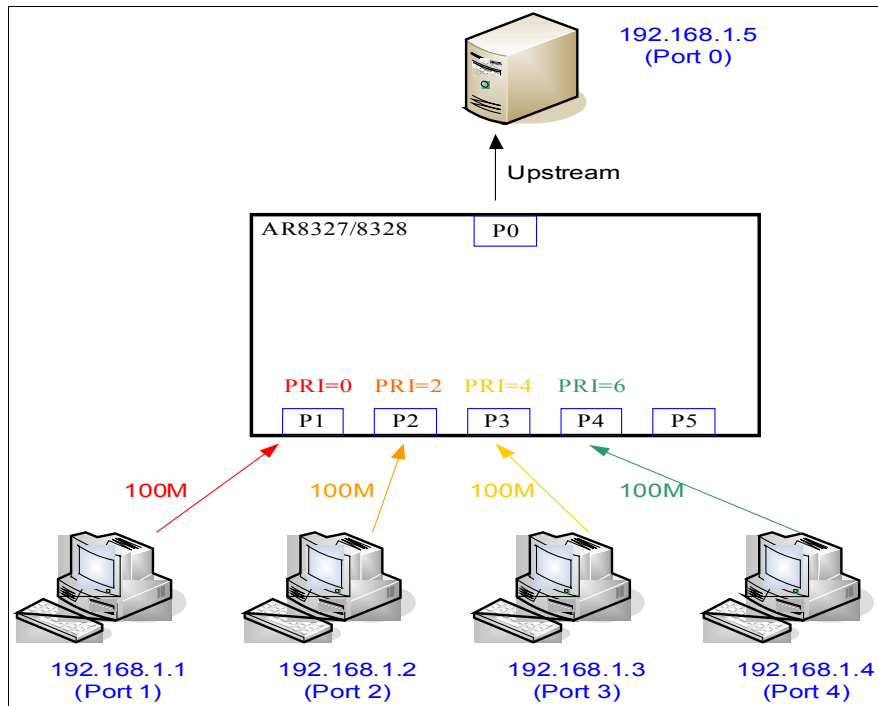 192.168.1.5
(Port 0)
Upstream
AR8327/8328
P0
PRI=0 PRI=2 PRI=4 PRI=6
P1 P2 P3 P4 P5
100M 100M 100M 100M
192.168.1.1 192.168.1.2 192.168.1.3 192.168.1.4
(Port 1) (Port 2) (Port 3) (Port 4)